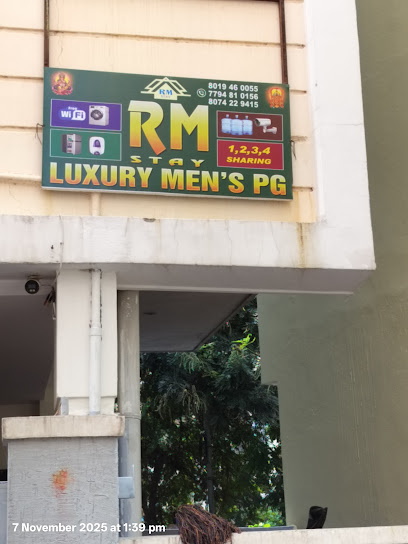 RM
8019 46 0055
7794 81 0156
8074 22 9415
Free
WiFi
RM
STAY
1,2,3,4
SHARING
LUXURY MEN'S PG
7 November 2025 at 1:39 pm